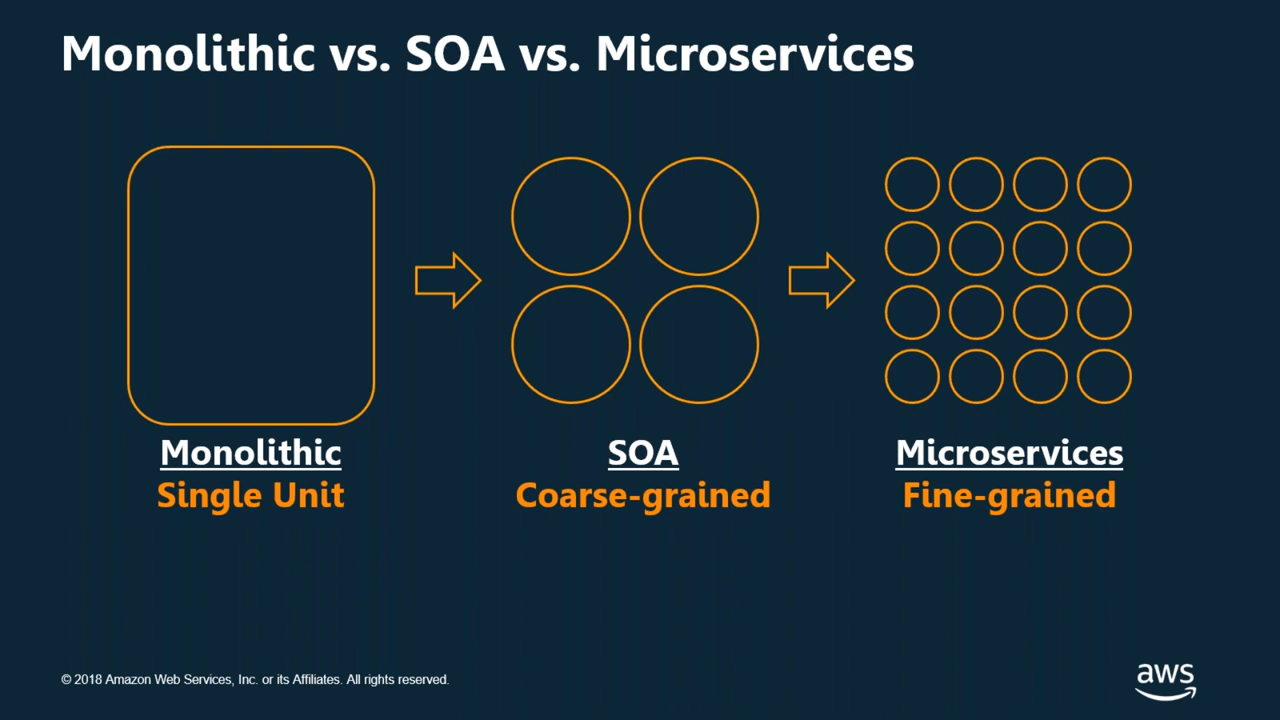 Monolithic vs. SOA vs. Microservices
Monolithic
Single Unit
SOA
Coarse-grained
Microservices
Fine-grained
© 2018 Amazon Web Services, Inc. or its Affiliates. All rights reserved.
aws